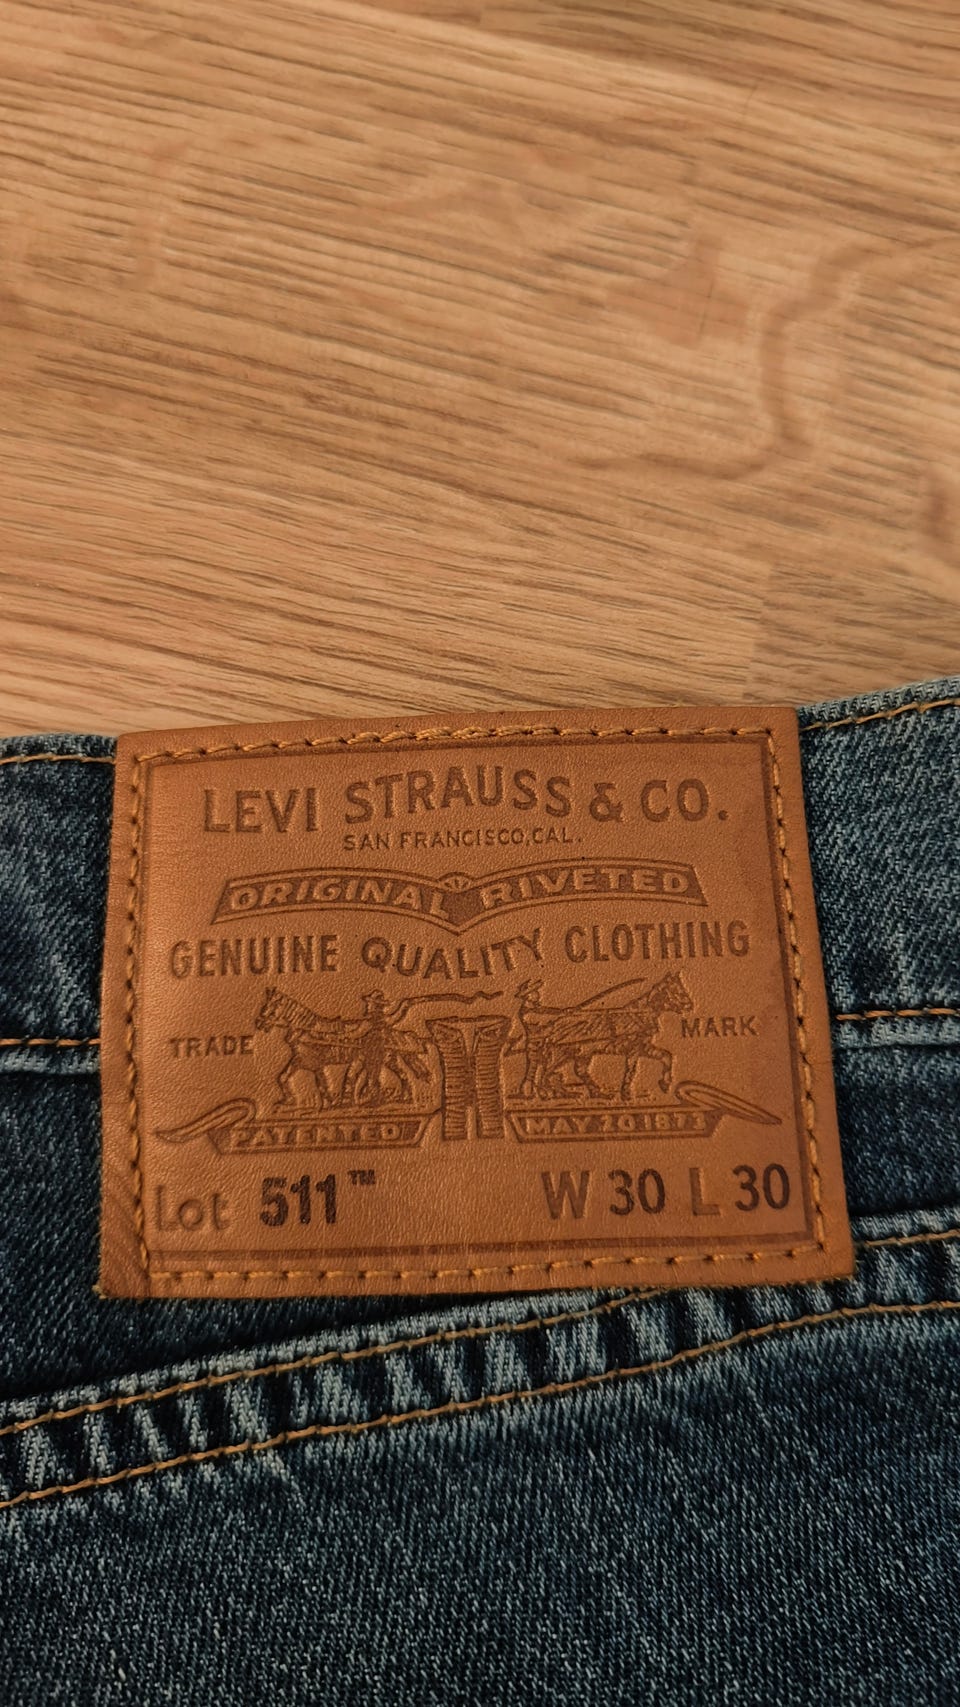 LEVI STRAUSS & CO.
SAN FRANCISCO, CAL.
ORIGINAL RIVETED
GENUINE QUALITY CLOTHING
TRADE MARK
PATENTED MAY 20 1873
Lot 511™ W 30 L 30